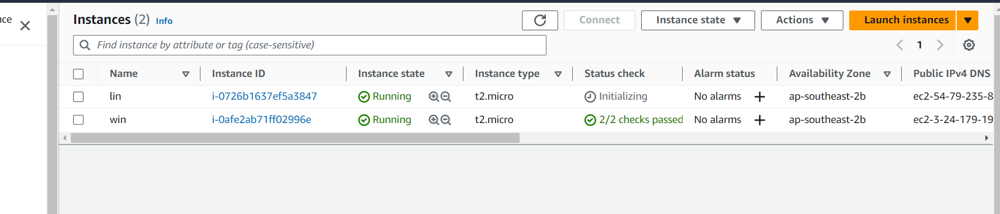 nce
Instances (2) Info
Connect
Instance state
Actions
Launch instances
Find instance by attribute or tag (case-sensitive)
1
Name Instance ID Instance state Instance type Status check Alarm status Availability Zone Public IPv4 DNS
lin i-0726b1637ef5a3847 Running t2.micro Initializing No alarms + ap-southeast-2b ec2-54-79-235-8
win i-0afe2ab71ff02996e Running t2.micro 2/2 checks passed No alarms + ap-southeast-2b ec2-3-24-179-19